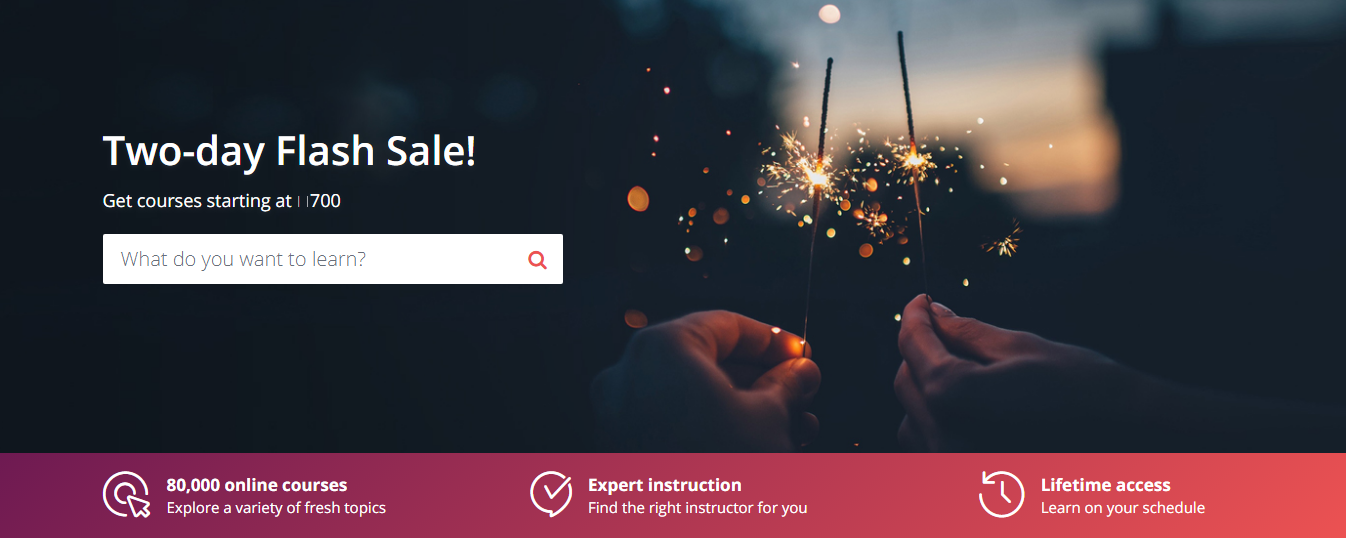 Two-day Flash Sale!
Get courses starting at 700
What do you want to learn?
80,000 online courses
Explore a variety of fresh topics
Expert instruction
Find the right instructor for you
Lifetime access
Learn on your schedule